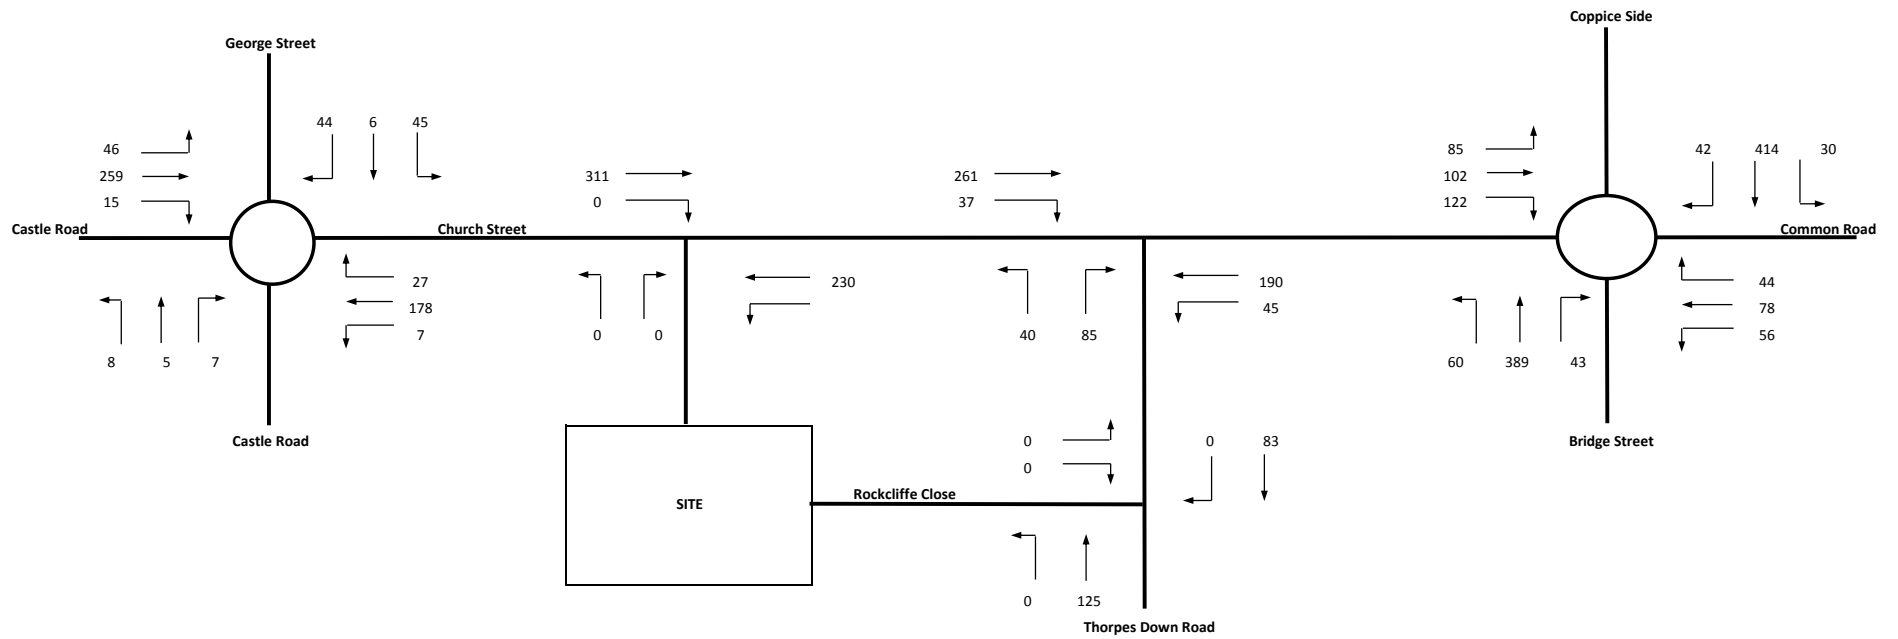 Coppice Side
George Street
44 6 45
46
259
15
311
0
261
37
85
102
122
42 414 30
Castle Road
Church Street
Common Road
27
178
7
8 5 7
230
0 0
190
45
40 85
44
78
56
60 389 43
Castle Road
Bridge Street
0
0
0 83
Rockcliffe Close
SITE
0 125
Thorpes Down Road